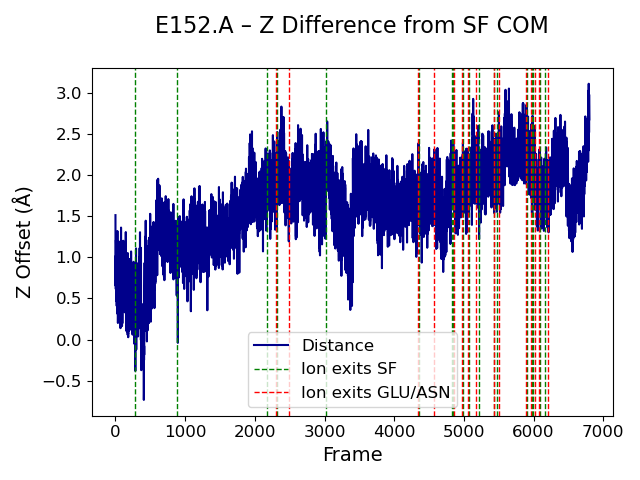 E152.A – Z Difference from SF COM
Z Offset (Å)
3.0
2.5
2.0
1.5
1.0
0.5
0.0
−0.5
0
1000
2000
3000
4000
5000
6000
7000
Frame
Distance
Ion exits SF
Ion exits GLU/ASN